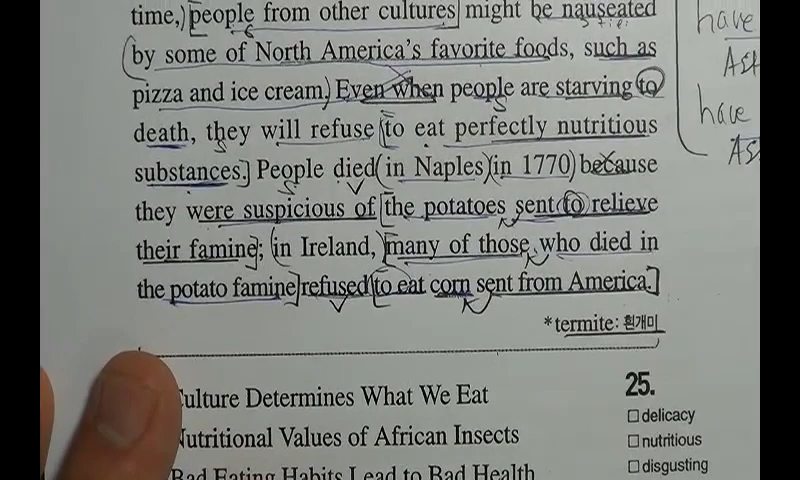 time,) people from other cultures might be nauseated
by some of North America's favorite foods, such as
pizza and ice cream. Even when people are starving to
death, they will refuse to eat perfectly nutritious
substances. People died in Naples in 1770 because
they were suspicious of the potatoes sent to relieve
their famine; in Ireland, many of those who died in
the potato famine refused to eat corn sent from America.
*termite: 흰개미
Culture Determines What We Eat
Nutritional Values of African Insects
Bad Eating Habits Lead to Bad Health
25.
□ delicacy
□ nutritious
□ disgusting
have
have